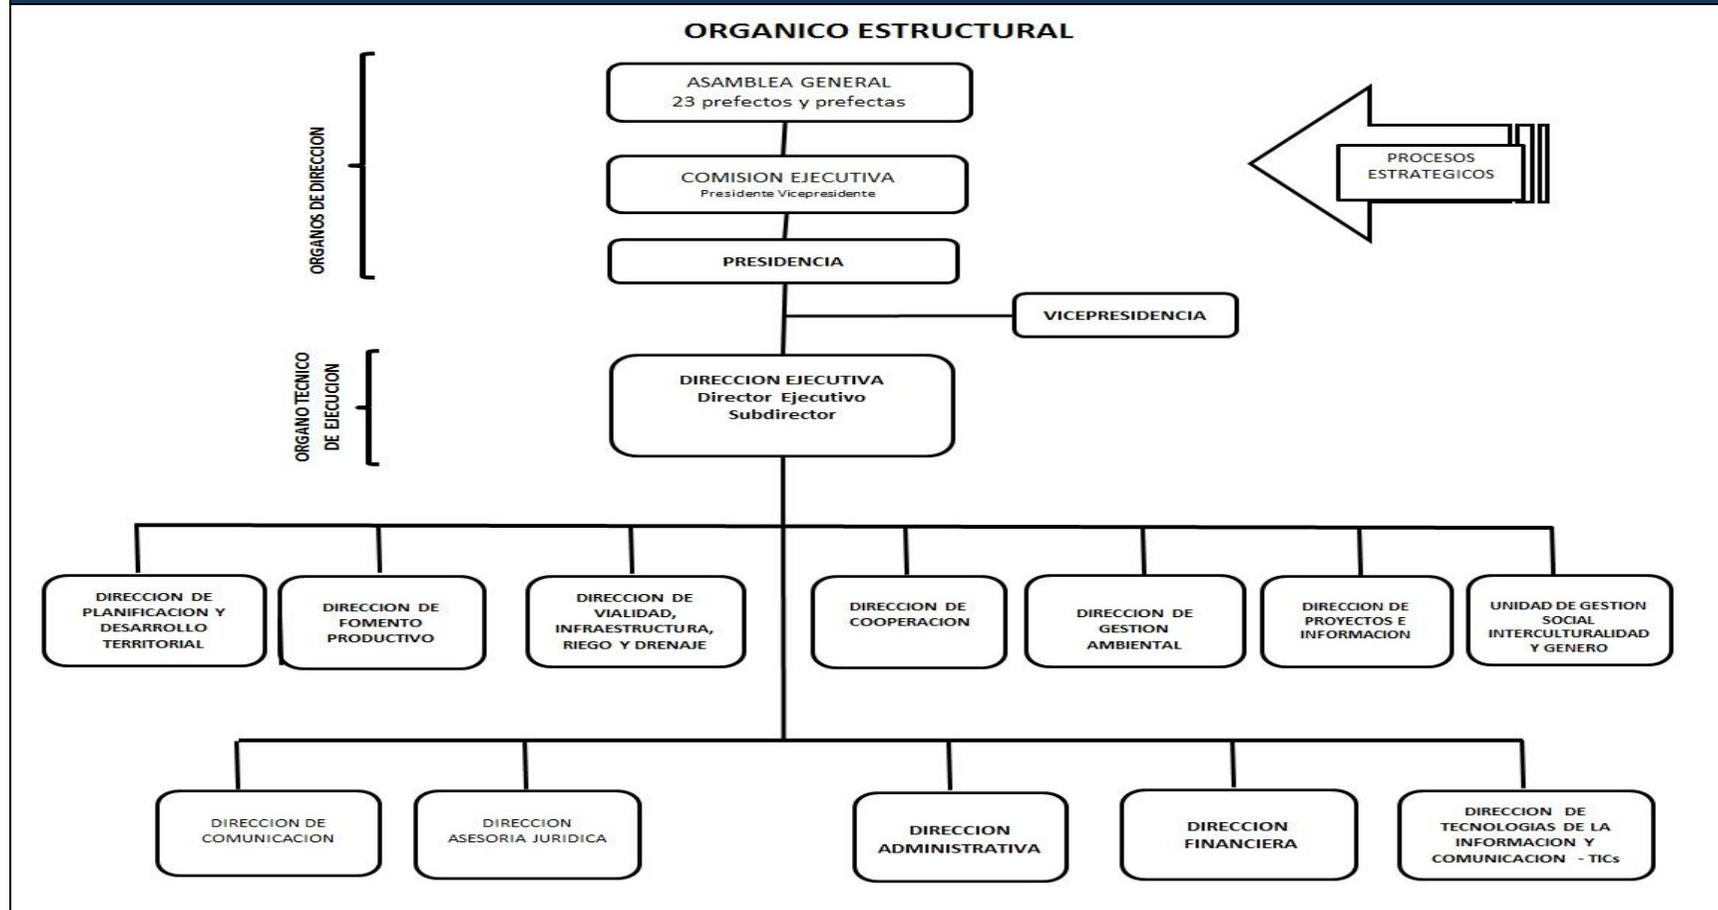 ORGANICO ESTRUCTURAL
ORGANOS DE DIRECCION
ASAMBLEA GENERAL
23 prefectos y prefectas
COMISION EJECUTIVA
Presidente Vicepresidente
PRESIDENCIA
PROCESOS
ESTRATEGICOS
VICEPRESIDENCIA
ORGANO TECNICO
DE EJECUCION
DIRECCION EJECUTIVA
Director Ejecutivo
Subdirector
DIRECCION DE
PLANIFICACION Y
DESARROLLO
TERRITORIAL
DIRECCION DE
FOMENTO
PRODUCTIVO
DIRECCION DE
VIALIDAD,
INFRAESTRUCTURA,
RIEGO Y DRENAJE
DIRECCION DE
COOPERACION
DIRECCION DE
GESTION
AMBIENTAL
DIRECCION DE
PROYECTOS E
INFORMACION
UNIDAD DE GESTION
SOCIAL
INTERCULTURALIDAD
Y GENERO
DIRECCION DE
COMUNICACION
DIRECCION
ASESORIA JURIDICA
DIRECCION
ADMINISTRATIVA
DIRECCION
FINANCIERA
DIRECCION DE
TECNOLOGIAS DE LA
INFORMACION Y
COMUNICACION - TICs